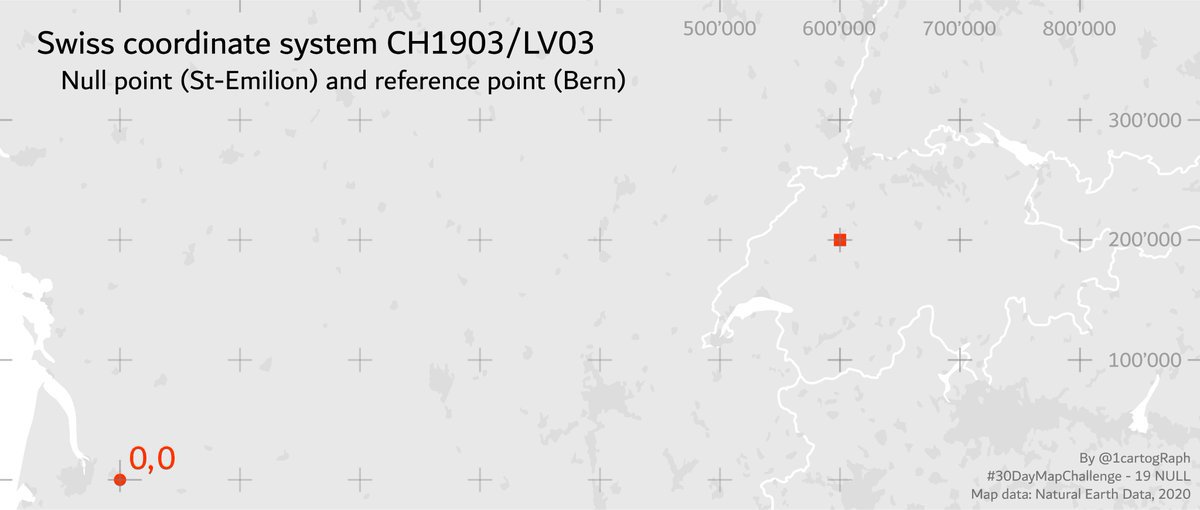 Swiss coordinate system CH1903/LV03
Null point (St-Emilion) and reference point (Bern)
500’000 600’000 700’000 800’000
300’000
200’000
100’000
0,0
By @1cartogRaph
#30DayMapChallenge - 19 NULL
Map data: Natural Earth Data, 2020